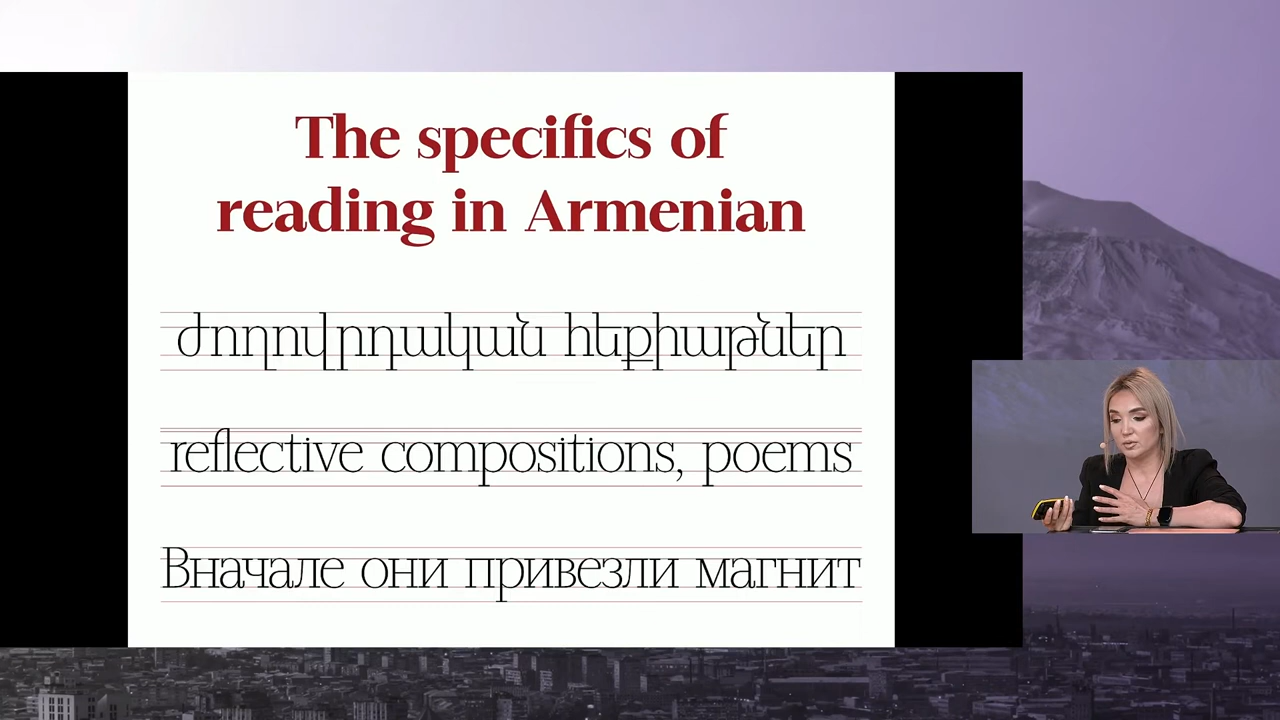 The specifics of
reading in Armenian
ժողովրդական հեքիաթներ
reflective compositions, poems
Вначале они привезли магнит